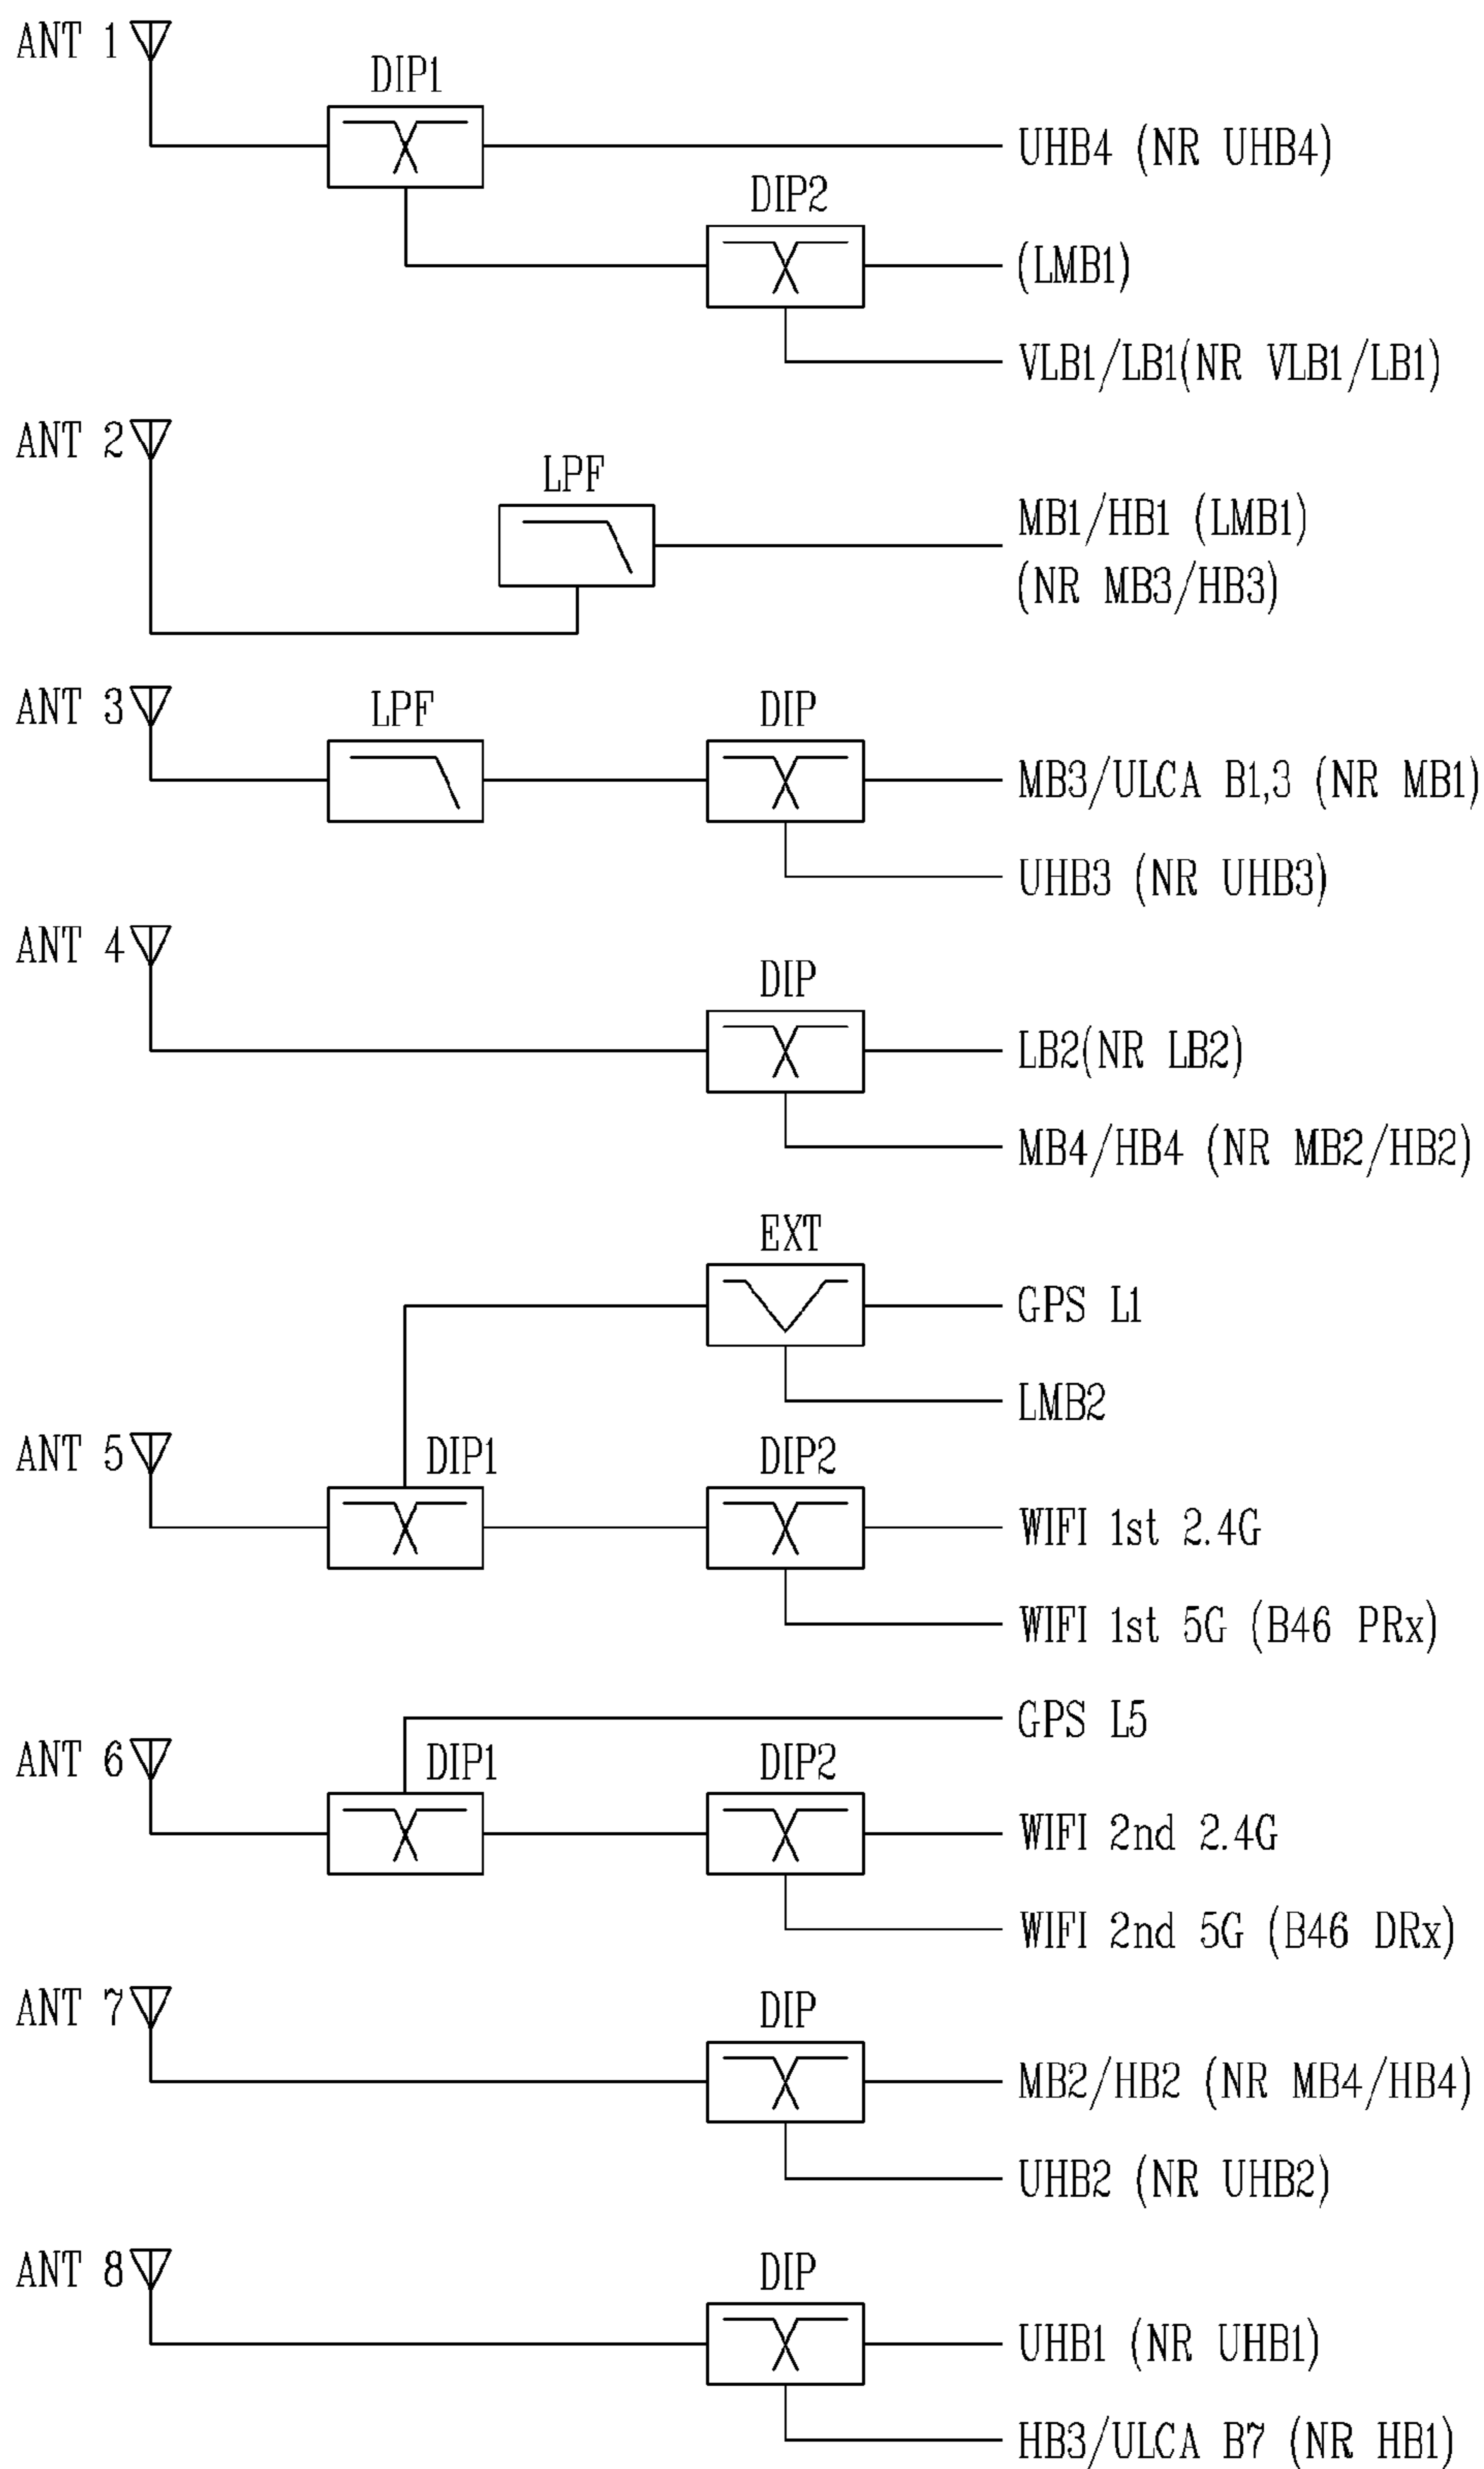 ANT 1
DIP1
UHB4 (NR UHB4)
DIP2
(LMB1)
VLB1/LB1(NR VLB1/LB1)
ANT 2
LPF
MB1/HB1 (LMB1)
(NR MB3/HB3)
ANT 3
LPF
DIP
MB3/ULCA B1,3 (NR MB1)
UHB3 (NR UHB3)
ANT 4
DIP
LB2(NR LB2)
MB4/HB4 (NR MB2/HB2)
EXT
GPS L1
LMB2
ANT 5
DIP1
DIP2
WIFI 1st 2.4G
WIFI 1st 5G (B46 PRx)
GPS L5
ANT 6
DIP1
DIP2
WIFI 2nd 2.4G
WIFI 2nd 5G (B46 DRx)
ANT 7
DIP
MB2/HB2 (NR MB4/HB4)
UHB2 (NR UHB2)
ANT 8
DIP
UHB1 (NR UHB1)
HB3/ULCA B7 (NR HB1)